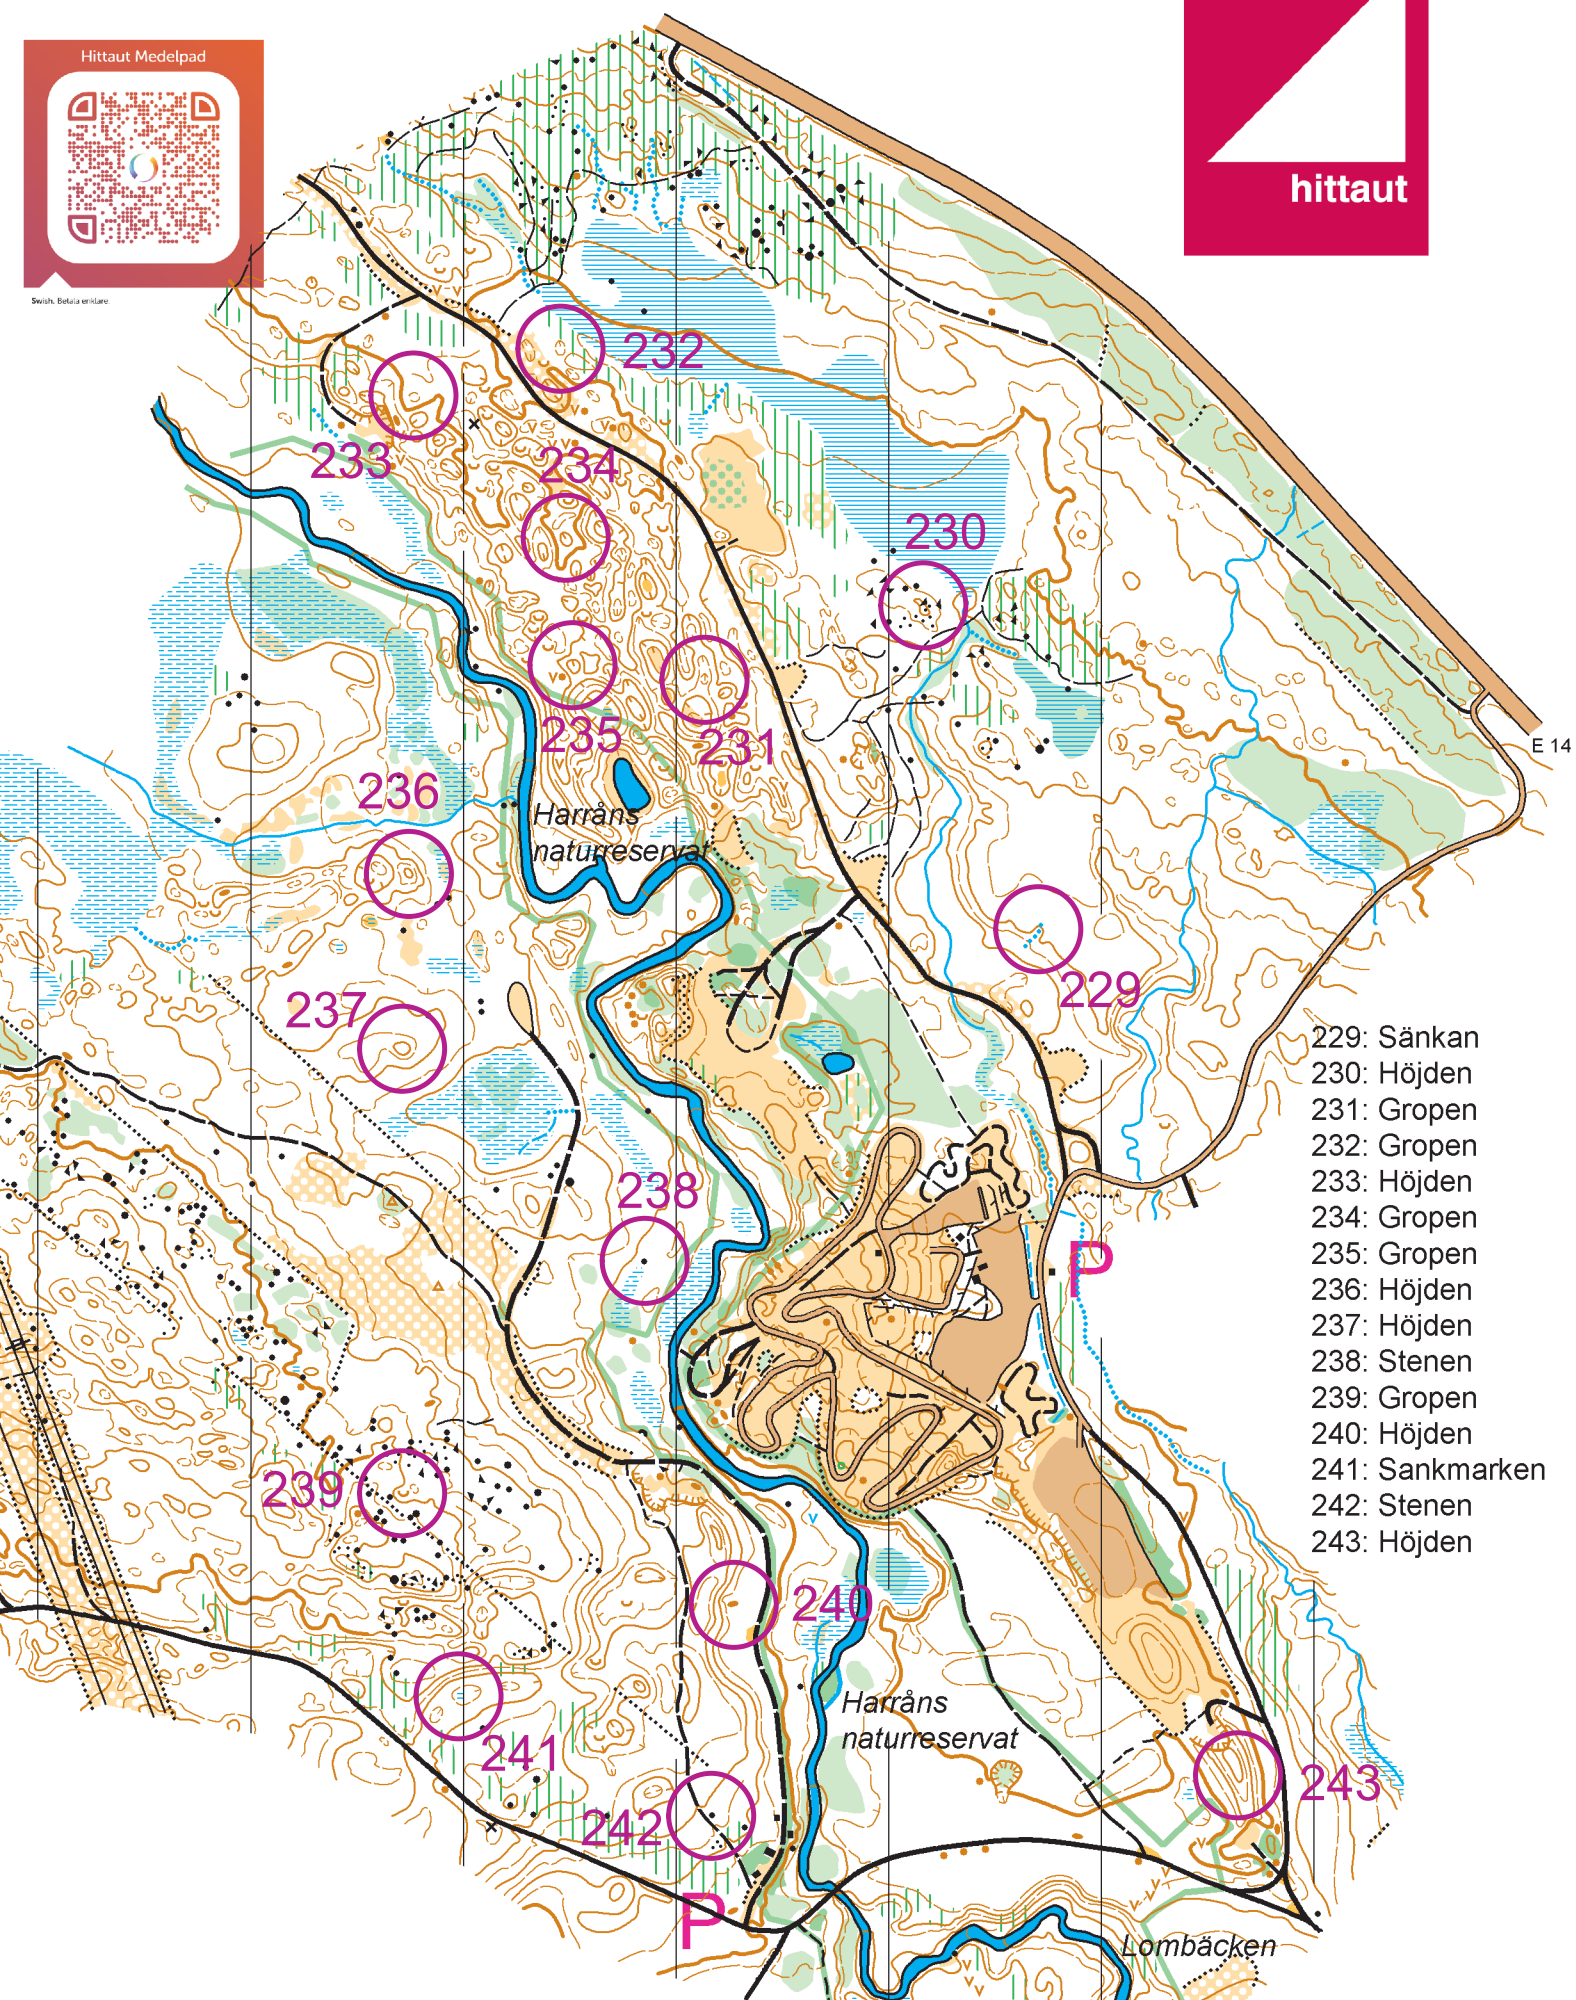 Hittaut Medelpad
Swish. Betala enklare.
hittaut
232
233
234
230
E 14
235
231
236
Harråns
naturreservat
229
237
229: Sänkan
230: Höjden
231: Gropen
232: Gropen
233: Höjden
234: Gropen
235: Gropen
236: Höjden
237: Höjden
238: Stenen
239: Gropen
240: Höjden
241: Sankmarken
242: Stenen
243: Höjden
238
P
239
240
Harråns
naturreservat
241
243
242
P
Lombäcken